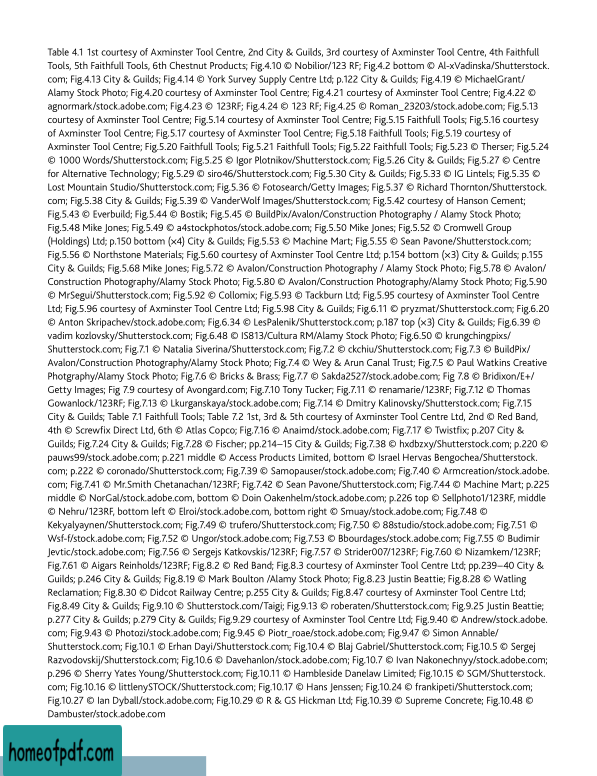 Table 4.1 1st courtesy of Axminster Tool Centre, 2nd City & Guilds, 3rd courtesy of Axminster Tool Centre, 4th Faithfull
Tools, 5th Faithfull Tools, 6th Chestnut Products; Fig.4.10 © Nobilior/123 RF; Fig.4.2 bottom © Al-xVadinska/Shutterstock.
com; Fig.4.13 City & Guilds; Fig.4.14 © York Survey Supply Centre Ltd; p.122 City & Guilds; Fig.4.19 © MichaelGrant/
Alamy Stock Photo; Fig.4.20 courtesy of Axminster Tool Centre; Fig.4.21 courtesy of Axminster Tool Centre; Fig.4.22 ©
agnormark/stock.adobe.com; Fig.4.23 © 123RF; Fig.4.24 © 123 RF; Fig.4.25 © Roman_23203/stock.adobe.com; Fig.5.13
courtesy of Axminster Tool Centre; Fig.5.14 courtesy of Axminster Tool Centre; Fig.5.15 Faithfull Tools; Fig.5.16 courtesy
of Axminster Tool Centre; Fig.5.17 courtesy of Axminster Tool Centre; Fig.5.18 Faithfull Tools; Fig.5.19 courtesy of
Axminster Tool Centre; Fig.5.20 Faithfull Tools; Fig.5.21 Faithfull Tools; Fig.5.22 Faithfull Tools; Fig.5.23 © Therser; Fig.5.24
© 1000 Words/Shutterstock.com; Fig.5.25 © Igor Plotnikov/Shutterstock.com; Fig.5.26 City & Guilds; Fig.5.27 © Centre
for Alternative Technology; Fig.5.29 © siro46/Shutterstock.com; Fig.5.30 City & Guilds; Fig.5.33 © IG Lintels; Fig.5.35 ©
Lost Mountain Studio/Shutterstock.com; Fig.5.36 © Fotosearch/Getty Images; Fig.5.37 © Richard Thornton/Shutterstock.
com; Fig.5.38 City & Guilds; Fig.5.39 © VanderWolf Images/Shutterstock.com; Fig.5.42 courtesy of Hanson Cement;
Fig.5.43 © Everbuild; Fig.5.44 © Bostik; Fig.5.45 © BuildPix/Avalon/Construction Photography / Alamy Stock Photo;
Fig.5.48 Mike Jones; Fig.5.49 © a4stockphotos/stock.adobe.com; Fig.5.50 Mike Jones; Fig.5.52 © Cromwell Group
(Holdings) Ltd; p.150 bottom (×4) City & Guilds; Fig.5.53 © Machine Mart; Fig.5.55 © Sean Pavone/Shutterstock.com;
Fig.5.56 © Northstone Materials; Fig.5.60 courtesy of Axminster Tool Centre Ltd; p.154 bottom (×3) City & Guilds; p.155
City & Guilds; Fig.5.68 Mike Jones; Fig.5.72 © Avalon/Construction Photography / Alamy Stock Photo; Fig.5.78 © Avalon/
Construction Photography/Alamy Stock Photo; Fig.5.80 © Avalon/Construction Photography/Alamy Stock Photo; Fig.5.90
© MrSegui/Shutterstock.com; Fig.5.92 © Collomix; Fig.5.93 © Tackburn Ltd; Fig.5.95 courtesy of Axminster Tool Centre
Ltd; Fig.5.96 courtesy of Axminster Tool Centre Ltd; Fig.5.98 City & Guilds; Fig.6.11 © pryzmat/Shutterstock.com; Fig.6.20
© Anton Skripachev/stock.adobe.com; Fig.6.34 © LesPalenik/Shutterstock.com; p.187 top (×3) City & Guilds; Fig.6.39 ©
vadim kozlovsky/Shutterstock.com; Fig.6.48 © IS813/Cultura RM/Alamy Stock Photo; Fig.6.50 © krungchingpixs/
Shutterstock.com; Fig.7.1 © Natalia Siverina/Shutterstock.com; Fig.7.2 © ckchiu/Shutterstock.com; Fig.7.3 © BuildPix/
Avalon/Construction Photography/Alamy Stock Photo; Fig.7.4 © Wey & Arun Canal Trust; Fig.7.5 © Paul Watkins Creative
Photgraphy/Alamy Stock Photo; Fig.7.6 © Bricks & Brass; Fig.7.7 © Sakda2527/stock.adobe.com; Fig 7.8 © Bridixon/E+/
Getty Images; Fig 7.9 courtesy of Avongard.com; Fig.7.10 Tony Tucker; Fig.7.11 © renamarie/123RF; Fig.7.12 © Thomas
Gowanlock/123RF; Fig.7.13 © Lkurganskaya/stock.adobe.com; Fig.7.14 © Dmitry Kalinovsky/Shutterstock.com; Fig.7.15
City & Guilds; Table 7.1 Faithfull Tools; Table 7.2 1st, 3rd & 5th courtesy of Axminster Tool Centre Ltd, 2nd © Red Band,
4th © Screwfix Direct Ltd, 6th © Atlas Copco; Fig.7.16 © Anaimd/stock.adobe.com; Fig.7.17 © Twistfix; p.207 City &
Guilds; Fig.7.24 City & Guilds; Fig.7.28 © Fischer; pp.214–15 City & Guilds; Fig.7.38 © hxdbzxy/Shutterstock.com; p.220 ©
pauws99/stock.adobe.com; p.221 middle © Access Products Limited, bottom © Israel Hervas Bengochea/Shutterstock.
com; p.222 © coronado/Shutterstock.com; Fig.7.39 © Samopauser/stock.adobe.com; Fig.7.40 © Armcreation/stock.adobe.
com; Fig.7.41 © Mr.Smith Chetanachan/123RF; Fig.7.42 © Sean Pavone/Shutterstock.com; Fig.7.44 © Machine Mart; p.225
middle © NorGal/stock.adobe.com, bottom © Doin Oakenhelm/stock.adobe.com; p.226 top © Sellphoto1/123RF, middle
© Nehru/123RF, bottom left © Elroi/stock.adobe.com, bottom right © Smuay/stock.adobe.com; Fig.7.48 ©
Kekyalyaynen/Shutterstock.com; Fig.7.49 © trufero/Shutterstock.com; Fig.7.50 © 88studio/stock.adobe.com; Fig.7.51 ©
Wsf-f/stock.adobe.com; Fig.7.52 © Ungor/stock.adobe.com; Fig.7.53 © Bbourdages/stock.adobe.com; Fig.7.55 © Budimir
Jevtic/stock.adobe.com; Fig.7.56 © Sergejs Katkovskis/123RF; Fig.7.57 © Strider007/123RF; Fig.7.60 © Nizamkem/123RF;
Fig.7.61 © Aigars Reinholds/123RF; Fig.8.2 © Red Band; Fig.8.3 courtesy of Axminster Tool Centre Ltd; pp.239–40 City &
Guilds; p.246 City & Guilds; Fig.8.19 © Mark Boulton /Alamy Stock Photo; Fig.8.23 Justin Beattie; Fig.8.28 © Watling
Reclamation; Fig.8.30 © Didcot Railway Centre; p.255 City & Guilds; Fig.8.47 courtesy of Axminster Tool Centre Ltd;
Fig.8.49 City & Guilds; Fig.9.10 © Shutterstock.com/Taigi; Fig.9.13 © roberaten/Shutterstock.com; Fig.9.25 Justin Beattie;
p.277 City & Guilds; p.279 City & Guilds; Fig.9.29 courtesy of Axminster Tool Centre Ltd; Fig.9.40 © Andrew/stock.adobe.
com; Fig.9.43 © Photozi/stock.adobe.com; Fig.9.45 © Piotr_roae/stock.adobe.com; Fig.9.47 © Simon Annable/
Shutterstock.com; Fig.10.1 © Erhan Dayi/Shutterstock.com; Fig.10.4 © Blaj Gabriel/Shutterstock.com; Fig.10.5 © Sergej
Razvodovskij/Shutterstock.com; Fig.10.6 © Davehanlon/stock.adobe.com; Fig.10.7 © Ivan Nakonechnyy/stock.adobe.com;
p.296 © Sherry Yates Young/Shutterstock.com; Fig.10.11 © Hambleside Danelaw Limited; Fig.10.15 © SGM/Shutterstock.
com; Fig.10.16 © littlenySTOCK/Shutterstock.com; Fig.10.17 © Hans Jenssen; Fig.10.24 © frankipeti/Shutterstock.com;
Fig.10.27 © Ian Dyball/stock.adobe.com; Fig.10.29 © R & GS Hickman Ltd; Fig.10.39 © Supreme Concrete; Fig.10.48 ©
Dambuster/stock.adobe.com
homeofpdf.com